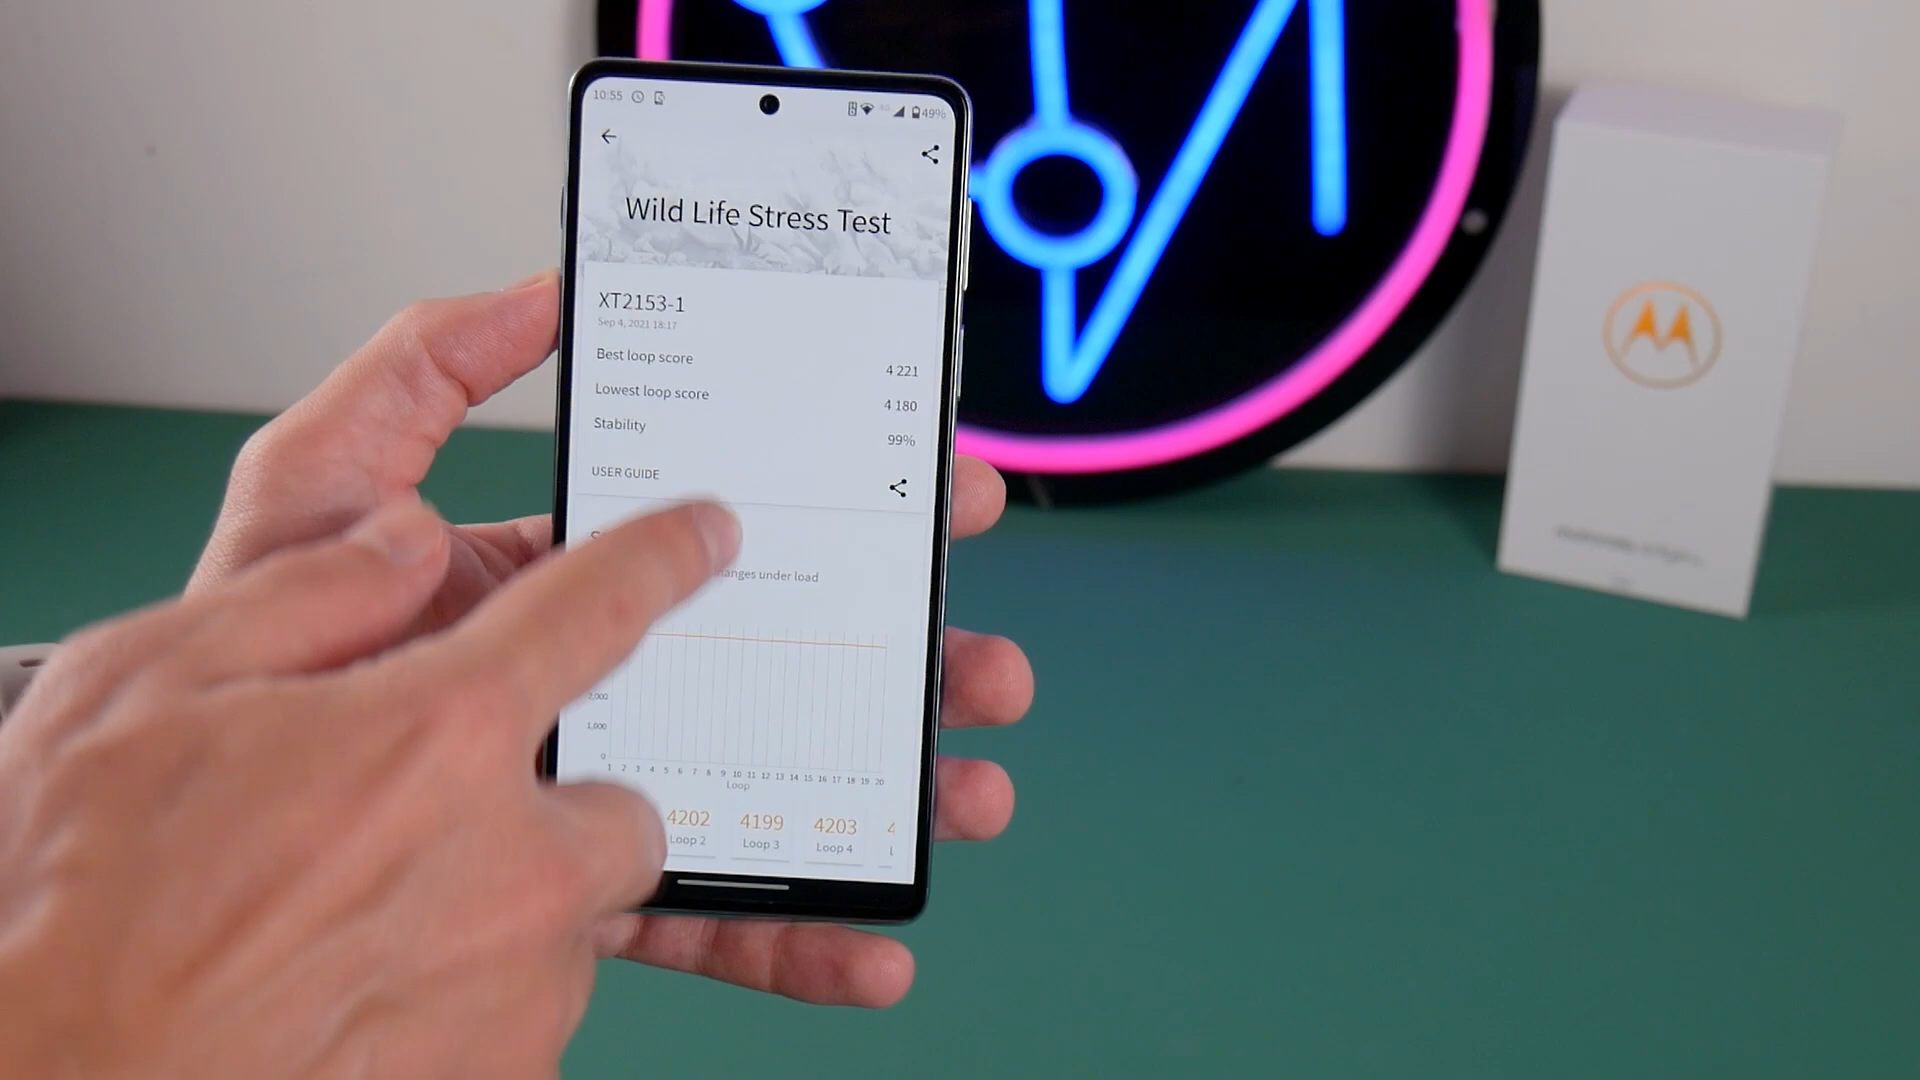 10:55
4G
49%
Wild Life Stress Test
XT2153-1
Sep 4, 2021 18:17
Best loop score
4 221
Lowest loop score
4 180
Stability
99%
USER GUIDE
under load
2,000
1,000
0
1 2 3 4 5 6 7 8 9 10 11 12 13 14 15 16 17 18 19 20
Loop
4202 4199 4203
Loop 2 Loop 3 Loop 4